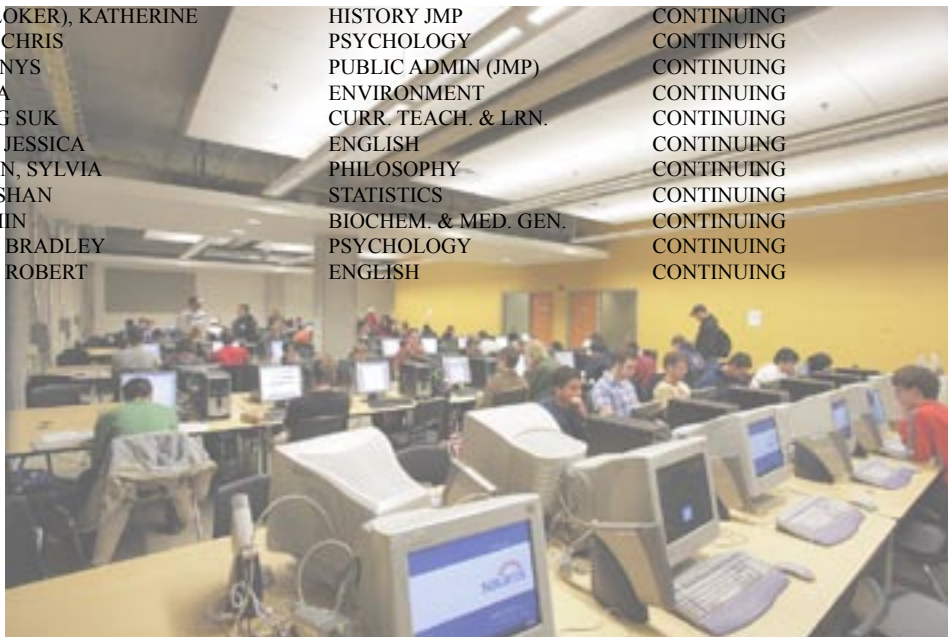 LOKER), KATHERINE HISTORY JMP CONTINUING
CHRIS PSYCHOLOGY CONTINUING
NYS PUBLIC ADMIN (JMP) CONTINUING
A ENVIRONMENT CONTINUING
G SUK CURR. TEACH. & LRN. CONTINUING
JESSICA ENGLISH CONTINUING
N, SYLVIA PHILOSOPHY CONTINUING
SHAN STATISTICS CONTINUING
MIN BIOCHEM. & MED. GEN. CONTINUING
BRADLEY PSYCHOLOGY CONTINUING
ROBERT ENGLISH CONTINUING